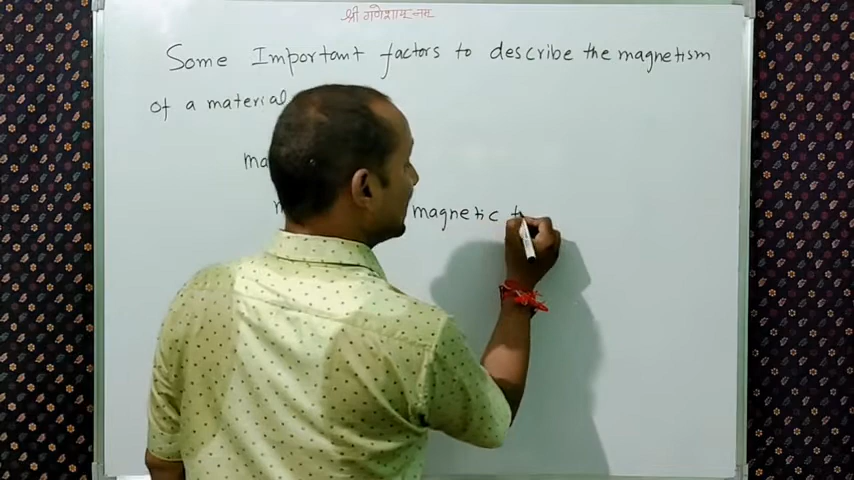 श्री गणेशाय नमः
Some Important factors to describe the magnetism
of a material
ma
magnetic